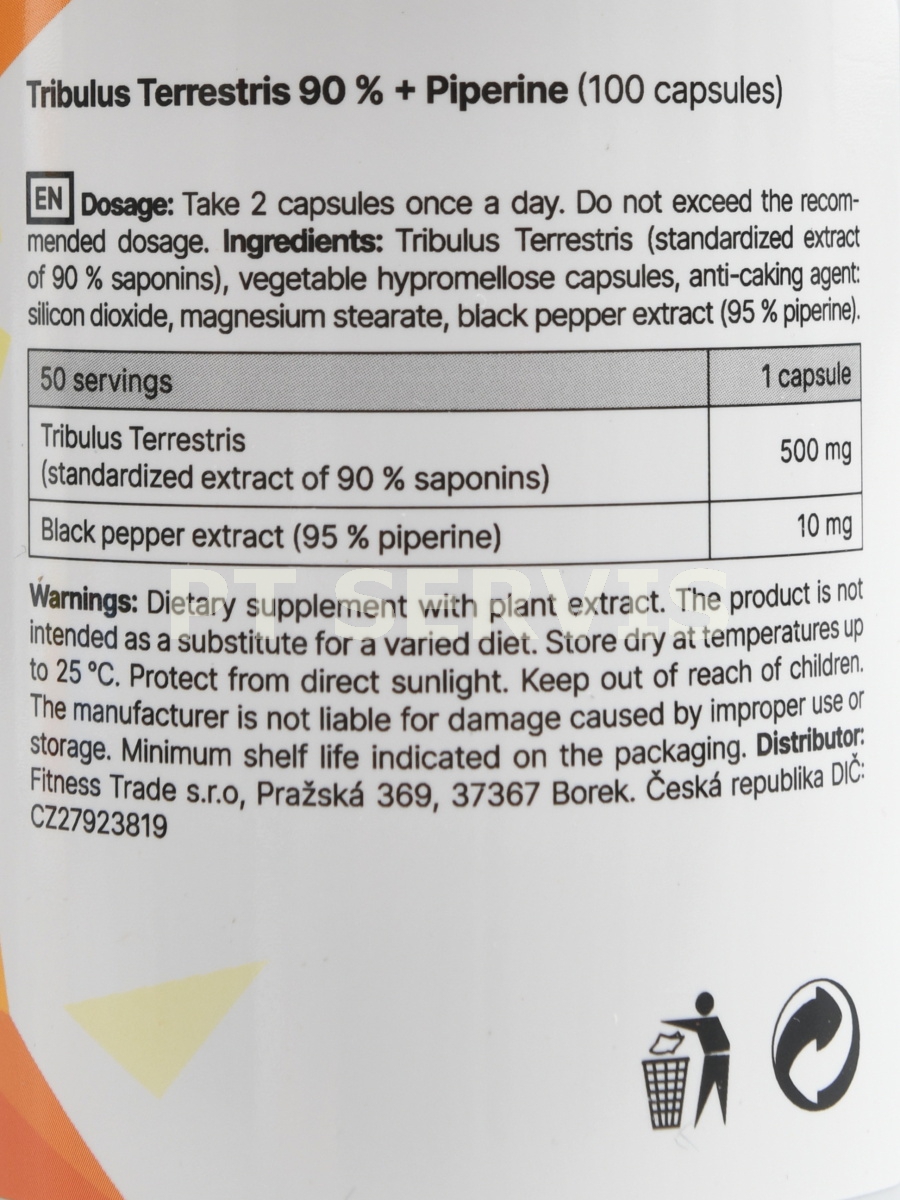 Tribulus Terrestris 90 % + Piperine (100 capsules)
EN Dosage: Take 2 capsules once a day. Do not exceed the recom-
mended dosage. Ingredients: Tribulus Terrestris (standardized extract
of 90 % saponins), vegetable hypromellose capsules, anti-caking agent:
silicon dioxide, magnesium stearate, black pepper extract (95 % piperine).
50 servings 1 capsule
Tribulus Terrestris
(standardized extract of 90 % saponins) 500 mg
Black pepper extract (95 % piperine) 10 mg
PT SERVIS
Warnings: Dietary supplement with plant extract. The product is not
intended as a substitute for a varied diet. Store dry at temperatures up
to 25 °C. Protect from direct sunlight. Keep out of reach of children.
The manufacturer is not liable for damage caused by improper use or
storage. Minimum shelf life indicated on the packaging. Distributor:
Fitness Trade s.r.o, Pražská 369, 37367 Borek. Česká republika DIČ:
CZ27923819